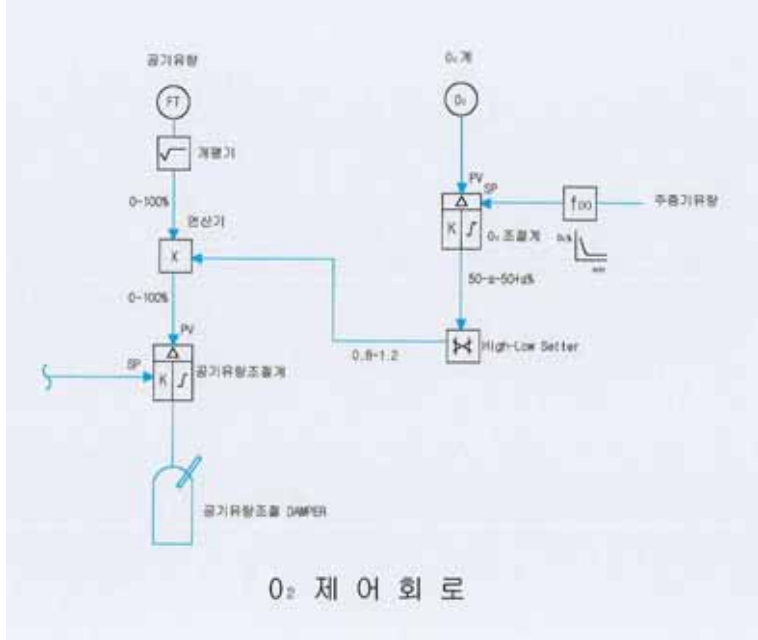 공기유량
FT
개평기
0~100%
연산기
X
0~100%
PV
SP
K ∫
공기유량조절계
공기유량조절 DAMPER
O₂계
O₂
PV
SP
f(x)
주증기유량
K ∫
O₂조절계
O₂%
50-a~50+a%
High-Low Setter
0.8~1.2
O₂ 제 어 회 로